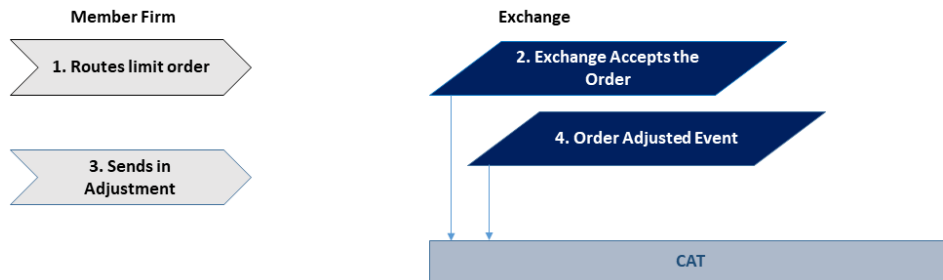 Member Firm
Exchange
1. Routes limit order
2. Exchange Accepts the
Order
3. Sends in
Adjustment
4. Order Adjusted Event
CAT